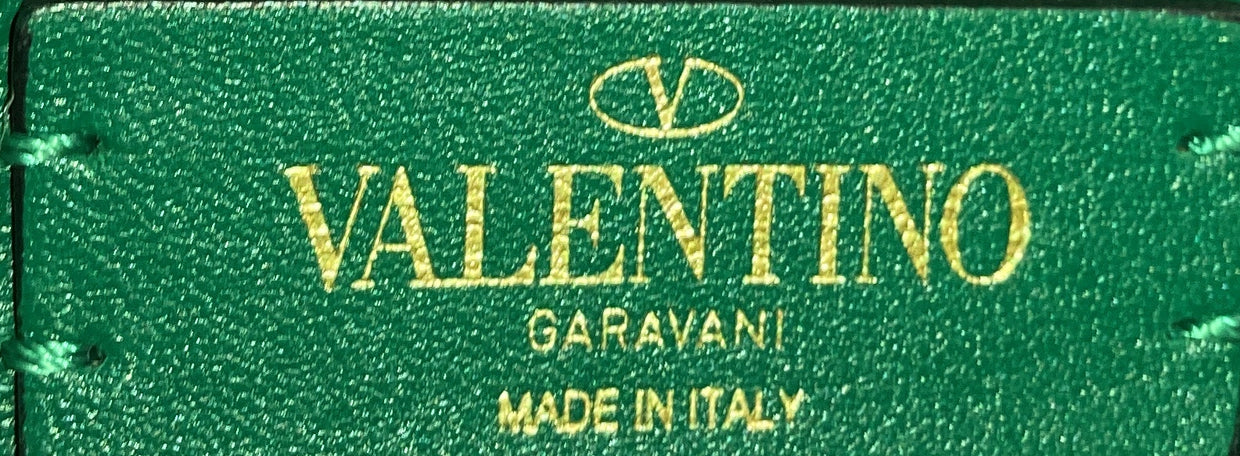 V
VALENTINO
GARAVANI
MADE IN ITALY